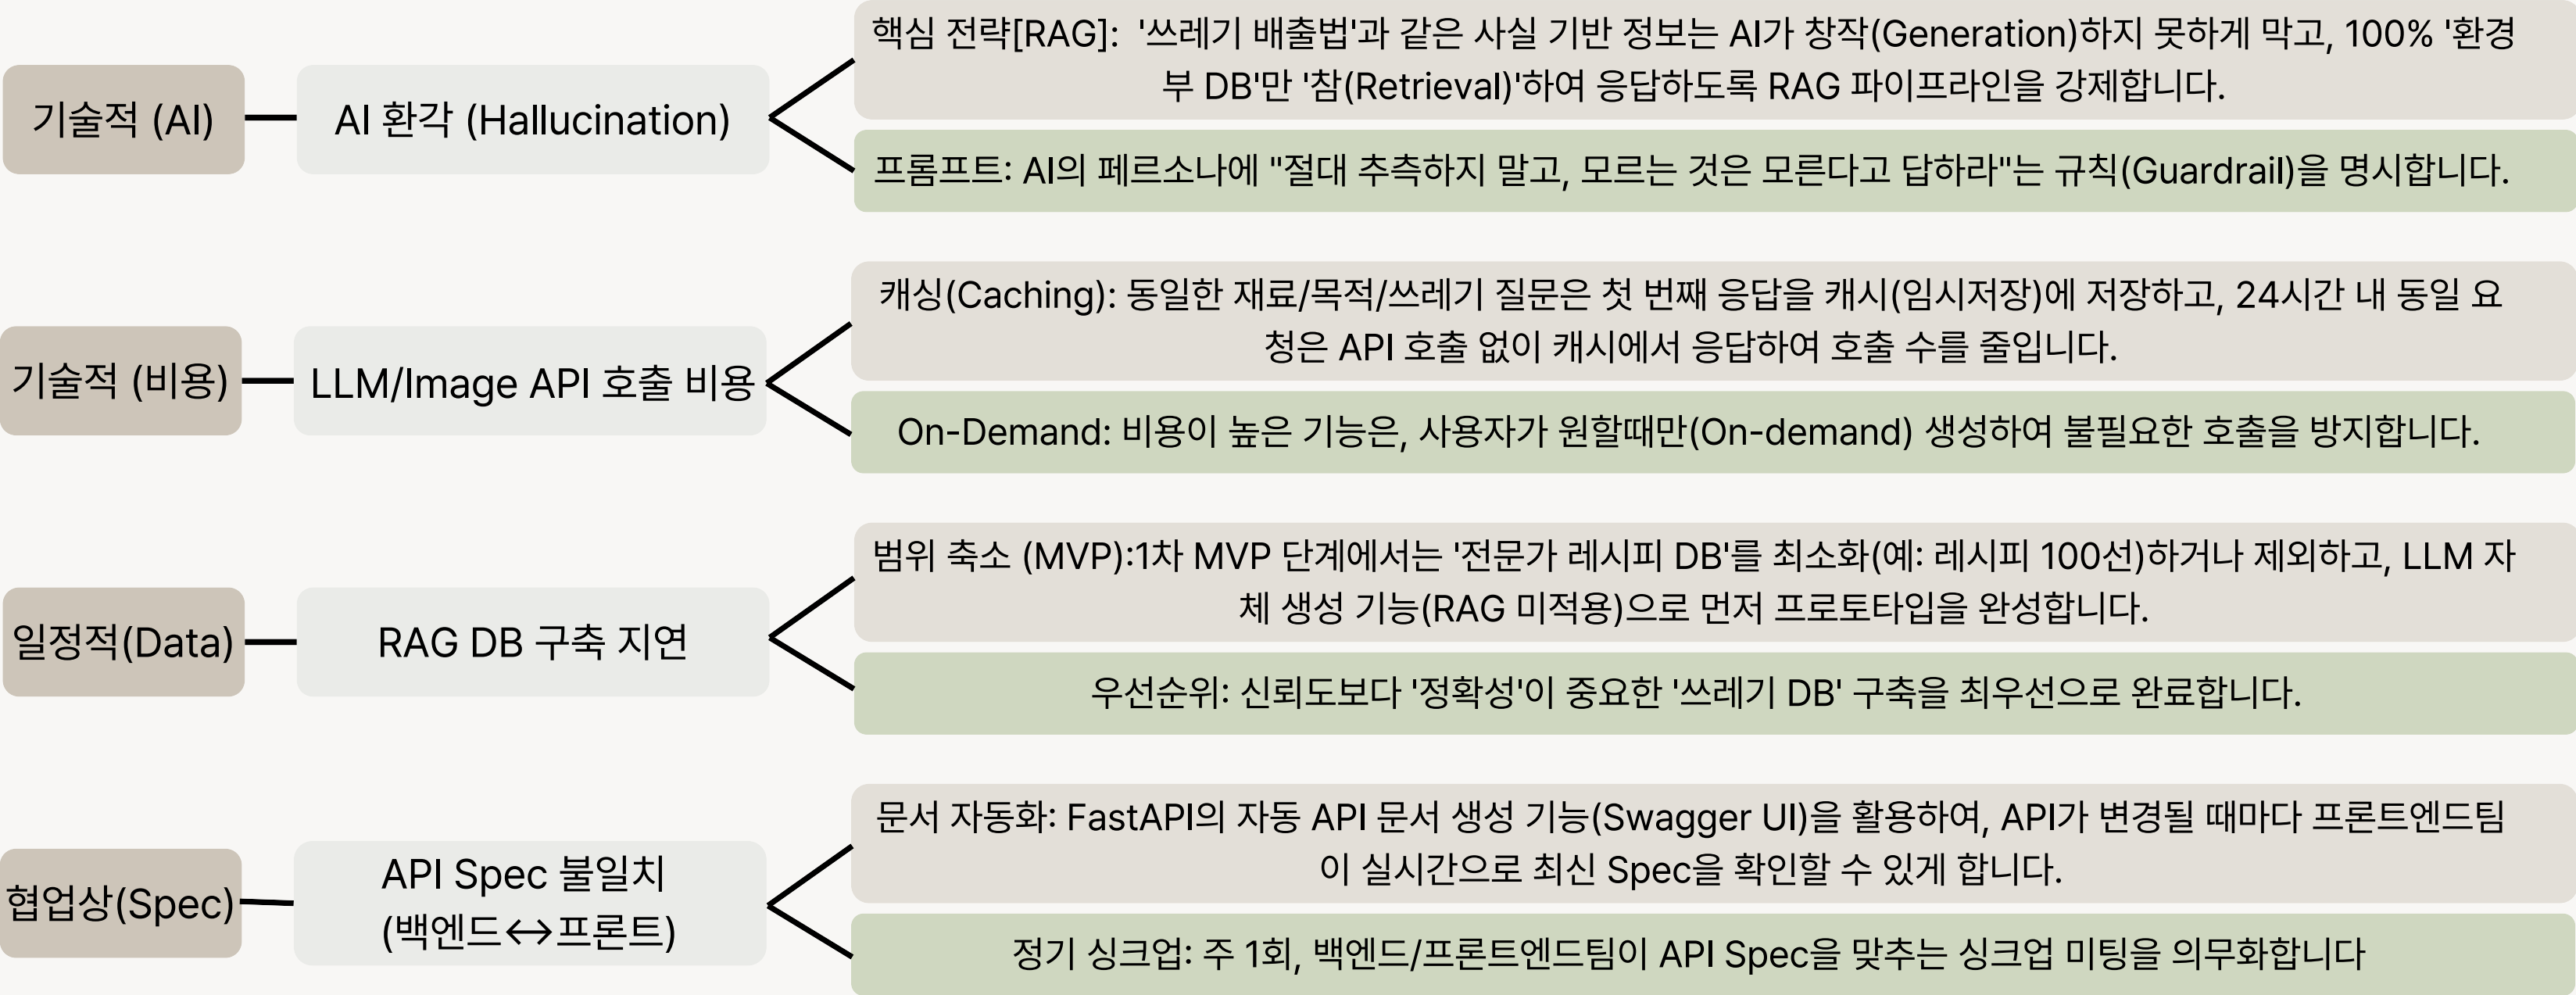 기술적 (AI)
AI 환각 (Hallucination)
핵심 전략[RAG]: '쓰레기 배출법'과 같은 사실 기반 정보는 AI가 창작(Generation)하지 못하게 막고, 100% '환경
부 DB'만 '참(Retrieval)'하여 응답하도록 RAG 파이프라인을 강제합니다.
프롬프트: AI의 페르소나에 "절대 추측하지 말고, 모르는 것은 모른다고 답하라"는 규칙(Guardrail)을 명시합니다.
기술적 (비용)
LLM/Image API 호출 비용
캐싱(Caching): 동일한 재료/목적/쓰레기 질문은 첫 번째 응답을 캐시(임시저장)에 저장하고, 24시간 내 동일 요
청은 API 호출 없이 캐시에서 응답하여 호출 수를 줄입니다.
On-Demand: 비용이 높은 기능은, 사용자가 원할때만(On-demand) 생성하여 불필요한 호출을 방지합니다.
일정적(Data)
RAG DB 구축 지연
범위 축소 (MVP):1차 MVP 단계에서는 '전문가 레시피 DB'를 최소화(예: 레시피 100선)하거나 제외하고, LLM 자
체 생성 기능(RAG 미적용)으로 먼저 프로토타입을 완성합니다.
우선순위: 신뢰도보다 '정확성'이 중요한 '쓰레기 DB' 구축을 최우선으로 완료합니다.
협업상(Spec)
API Spec 불일치
(백엔드↔프론트)
문서 자동화: FastAPI의 자동 API 문서 생성 기능(Swagger UI)을 활용하여, API가 변경될 때마다 프론트엔드팀
이 실시간으로 최신 Spec을 확인할 수 있게 합니다.
정기 싱크업: 주 1회, 백엔드/프론트엔드팀이 API Spec을 맞추는 싱크업 미팅을 의무화합니다